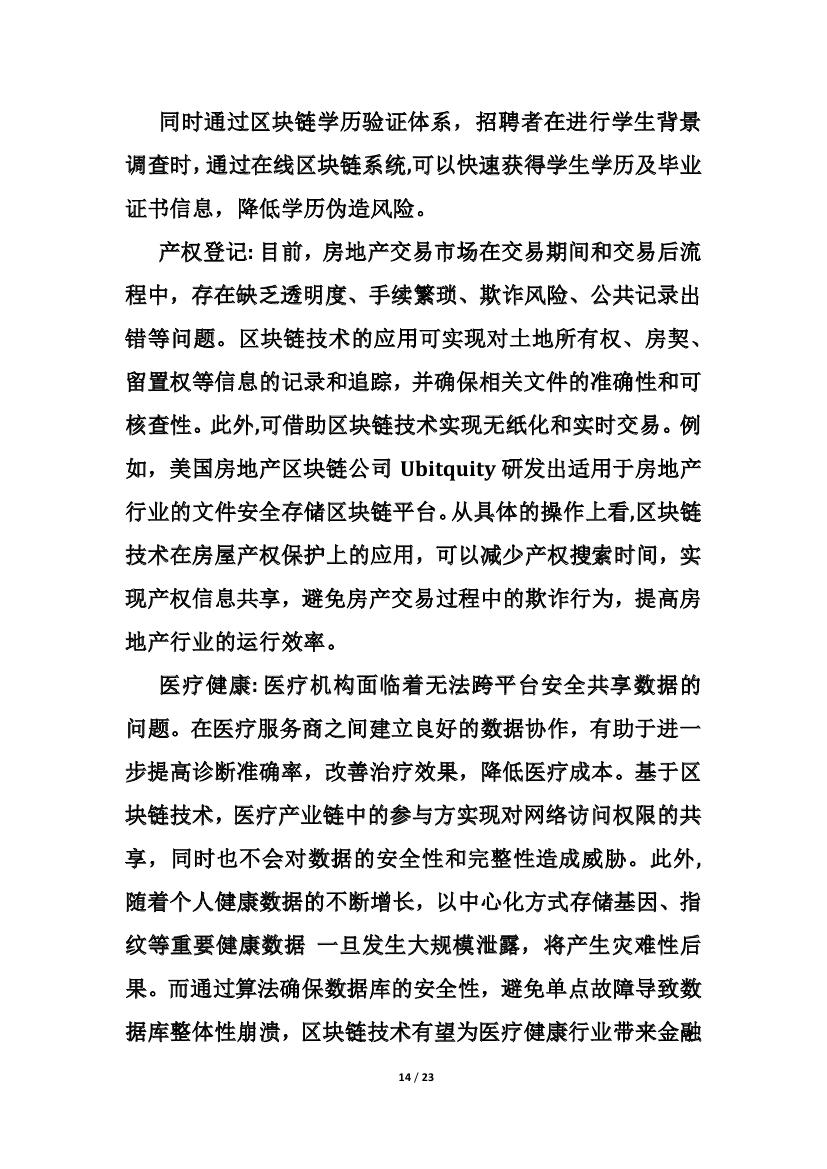 同时通过区块链学历验证体系，招聘者在进行学生背景
调查时，通过在线区块链系统,可以快速获得学生学历及毕业
证书信息，降低学历伪造风险。
产权登记: 目前，房地产交易市场在交易期间和交易后流
程中，存在缺乏透明度、手续繁琐、欺诈风险、公共记录出
错等问题。区块链技术的应用可实现对土地所有权、房契、
留置权等信息的记录和追踪，并确保相关文件的准确性和可
核查性。此外,可借助区块链技术实现无纸化和实时交易。例
如，美国房地产区块链公司 Ubitquity 研发出适用于房地产
行业的文件安全存储区块链平台。从具体的操作上看,区块链
技术在房屋产权保护上的应用，可以减少产权搜索时间，实
现产权信息共享，避免房产交易过程中的欺诈行为，提高房
地产行业的运行效率。
医疗健康: 医疗机构面临着无法跨平台安全共享数据的
问题。在医疗服务商之间建立良好的数据协作，有助于进一
步提高诊断准确率，改善治疗效果，降低医疗成本。基于区
块链技术，医疗产业链中的参与方实现对网络访问权限的共
享，同时也不会对数据的安全性和完整性造成威胁。此外,
随着个人健康数据的不断增长，以中心化方式存储基因、指
纹等重要健康数据 一旦发生大规模泄露，将产生灾难性后
果。而通过算法确保数据库的安全性，避免单点故障导致数
据库整体性崩溃，区块链技术有望为医疗健康行业带来金融
14 / 23